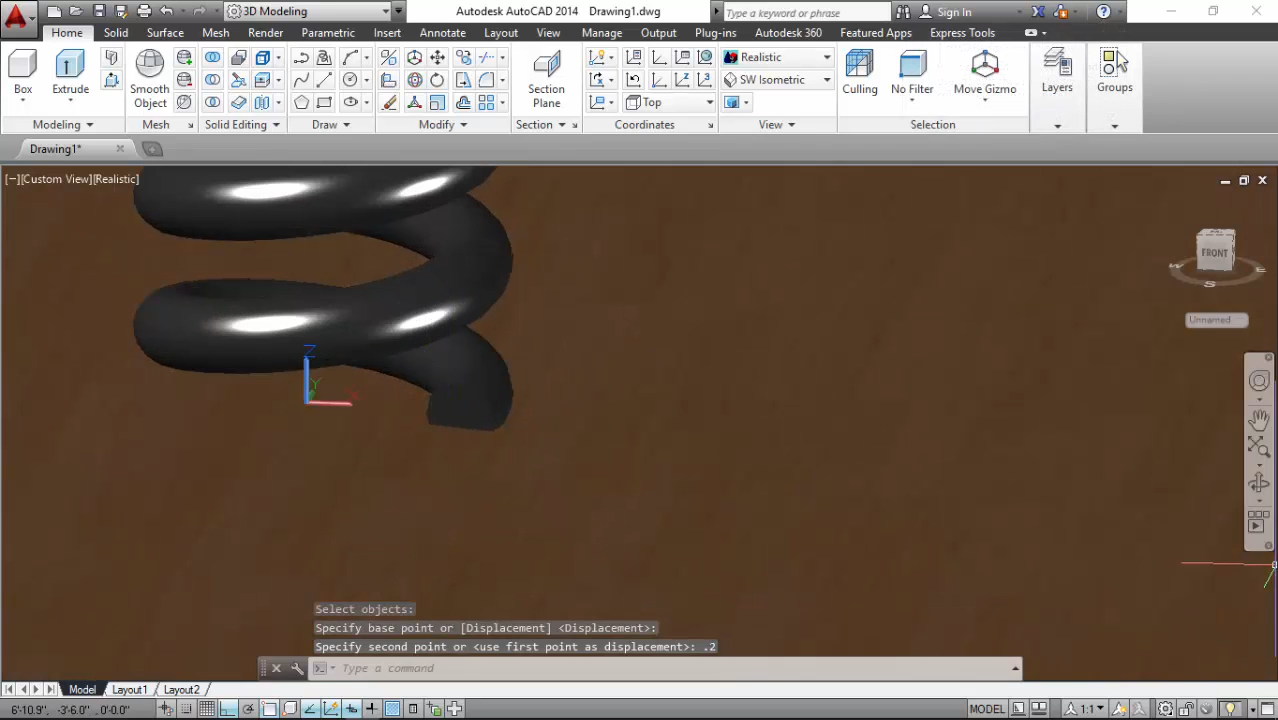 3D Modeling
Autodesk AutoCAD 2014 Drawing1.dwg
Type a keyword or phrase
Sign In
Home Solid Surface Mesh Render Parametric Insert Annotate Layout View Manage Output Plug-ins Autodesk 360 Featured Apps Express Tools
Box
Extrude
Smooth
Object
Section
Plane
Realistic
SW Isometric
Top
Culling
No Filter
Move Gizmo
Layers
Groups
Modeling
Mesh
Solid Editing
Draw
Modify
Section
Coordinates
View
Selection
Drawing1*
[−][Custom View][Realistic]
FRONT
E
S
Unnamed
Z
Y
X
Select objects:
Specify base point or [Displacement] <Displacement>:
Specify second point or <use first point as displacement>: .2
Type a command
Model Layout1 Layout2
6'-10.9", -3'-6.0" , 0'-0.0"
MODEL
1:1